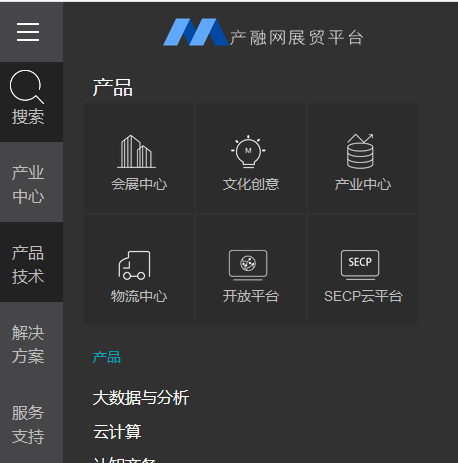 产融网展贸平台
搜索
产业
中心
产品
技术
解决
方案
服务
支持
产品
会展中心
M
文化创意
产业中心
物流中心
开放平台
SECP
SECP云平台
产品
大数据与分析
云计算